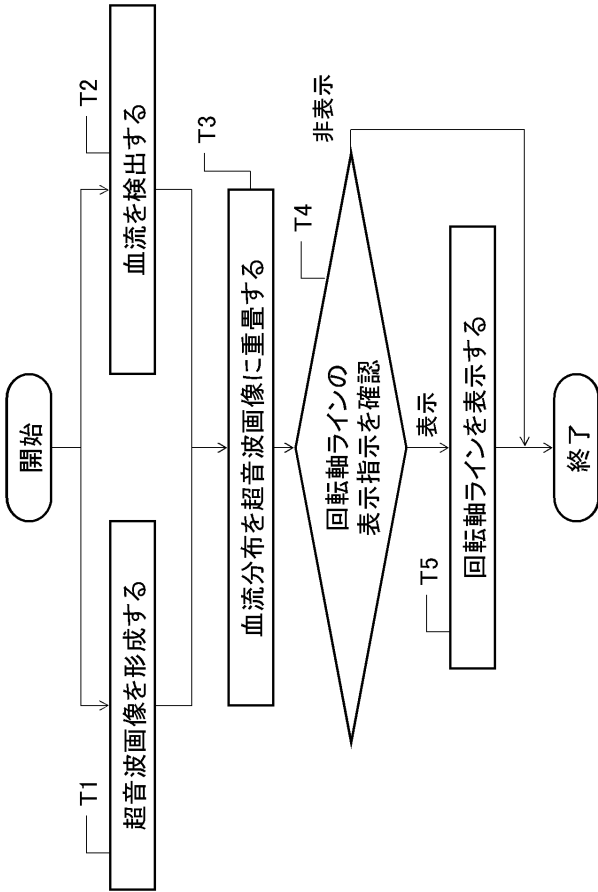 開始
T1
超音波画像を形成する
T2
血流を検出する
T3
血流分布を超音波画像に重畳する
T4
回転軸ラインの
表示指示を確認
非表示
表示
T5
回転軸ラインを表示する
終了